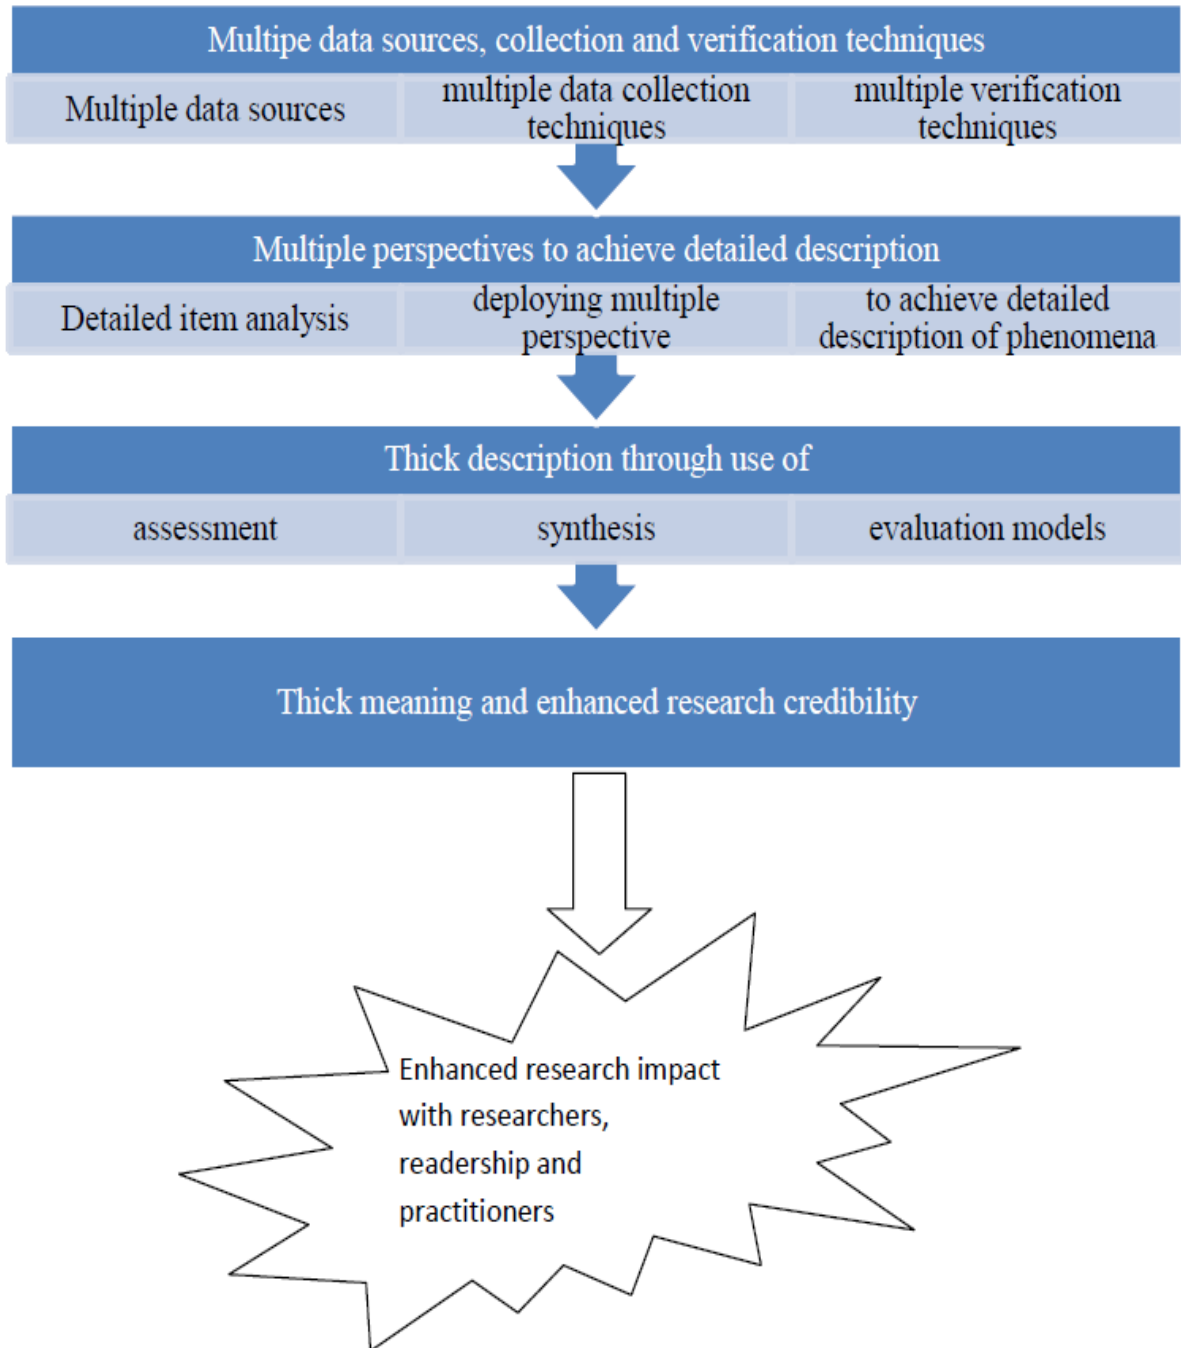 Multipe data sources, collection and verification techniques
Multiple data sources
multiple data collection
techniques
multiple verification
techniques
Multiple perspectives to achieve detailed description
Detailed item analysis
deploying multiple
perspective
to achieve detailed
description of phenomena
Thick description through use of
assessment
synthesis
evaluation models
Thick meaning and enhanced research credibility
Enhanced research impact
with researchers,
readership and
practitioners